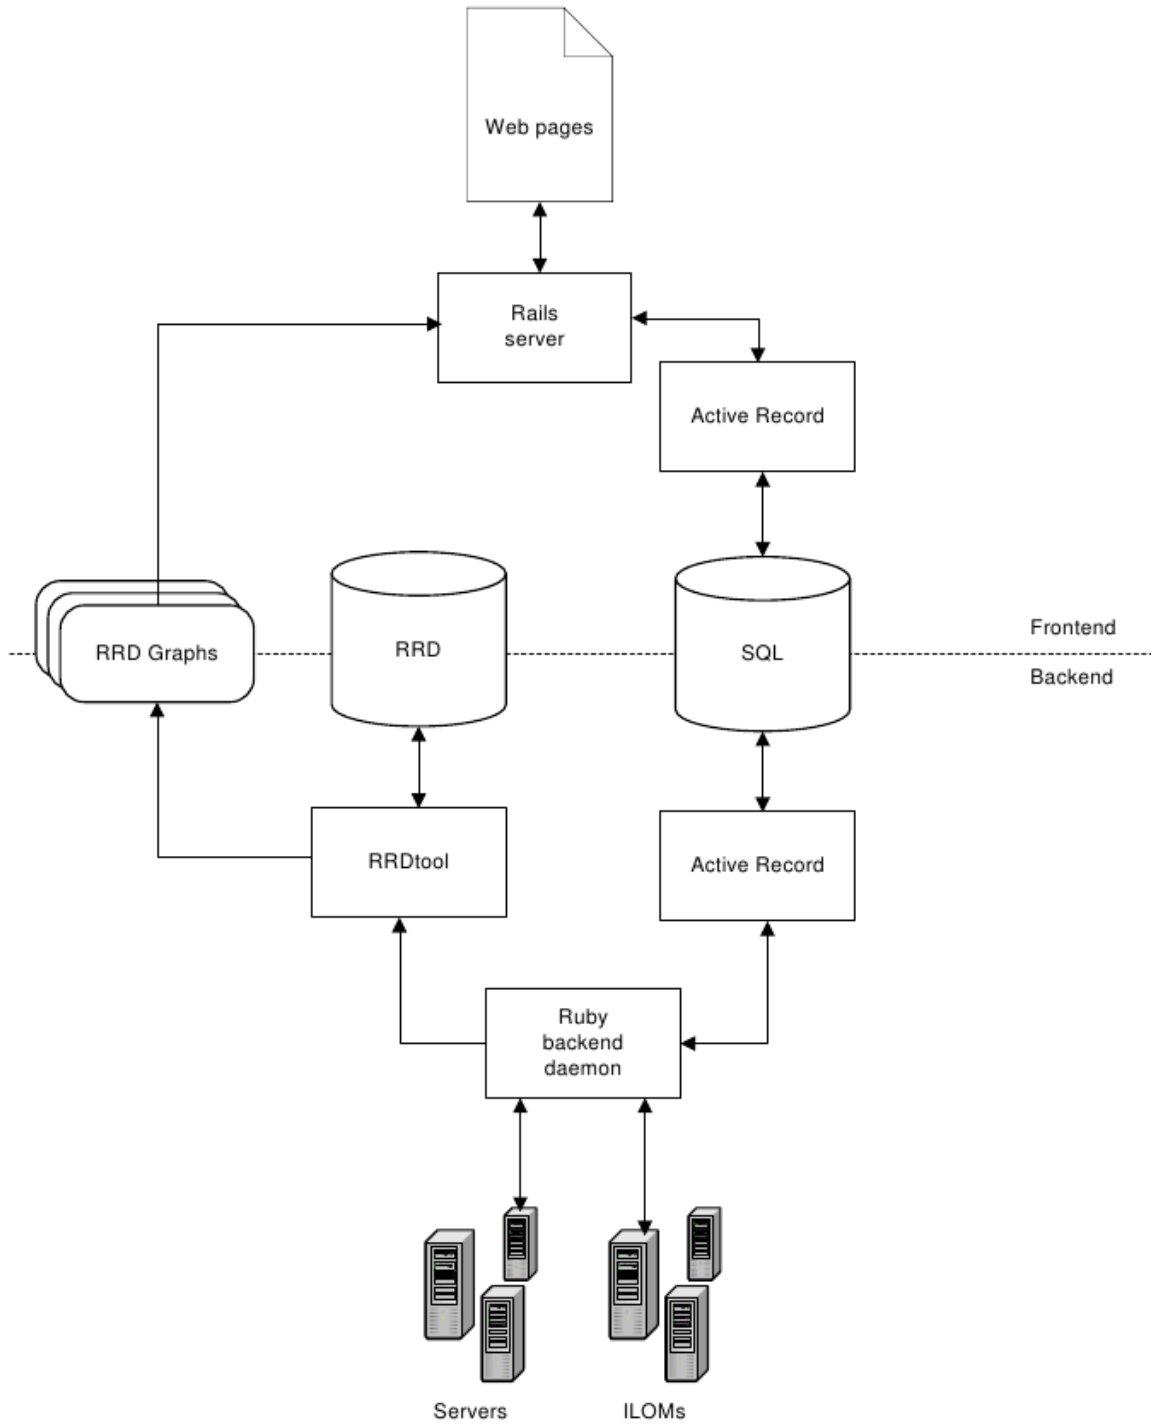 Web pages
Rails
server
Active Record
RRD Graphs
RRD
SQL
Frontend
Backend
RRDtool
Active Record
Ruby
backend
daemon
Servers
ILOMs